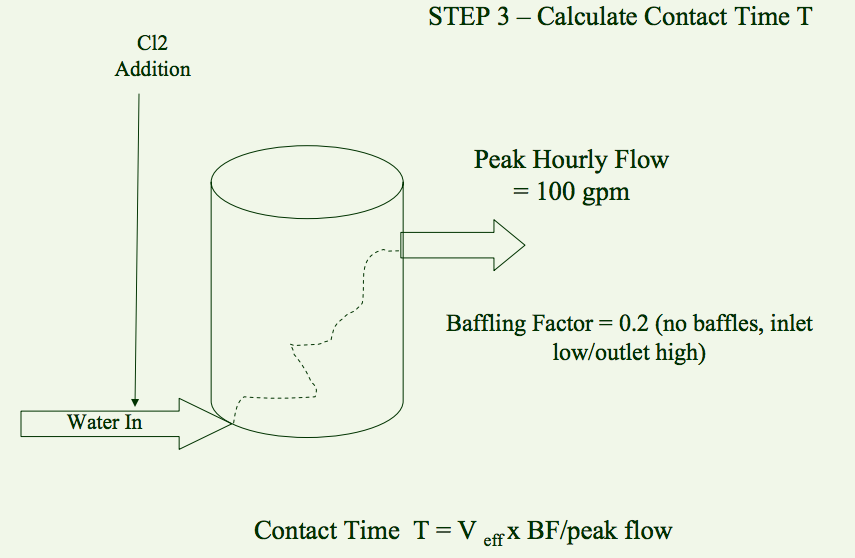 STEP 3 – Calculate Contact Time T
Cl2
Addition
Peak Hourly Flow
= 100 gpm
Baffling Factor = 0.2 (no baffles, inlet
low/outlet high)
Water In
Contact Time  T = V eff x BF/peak flow